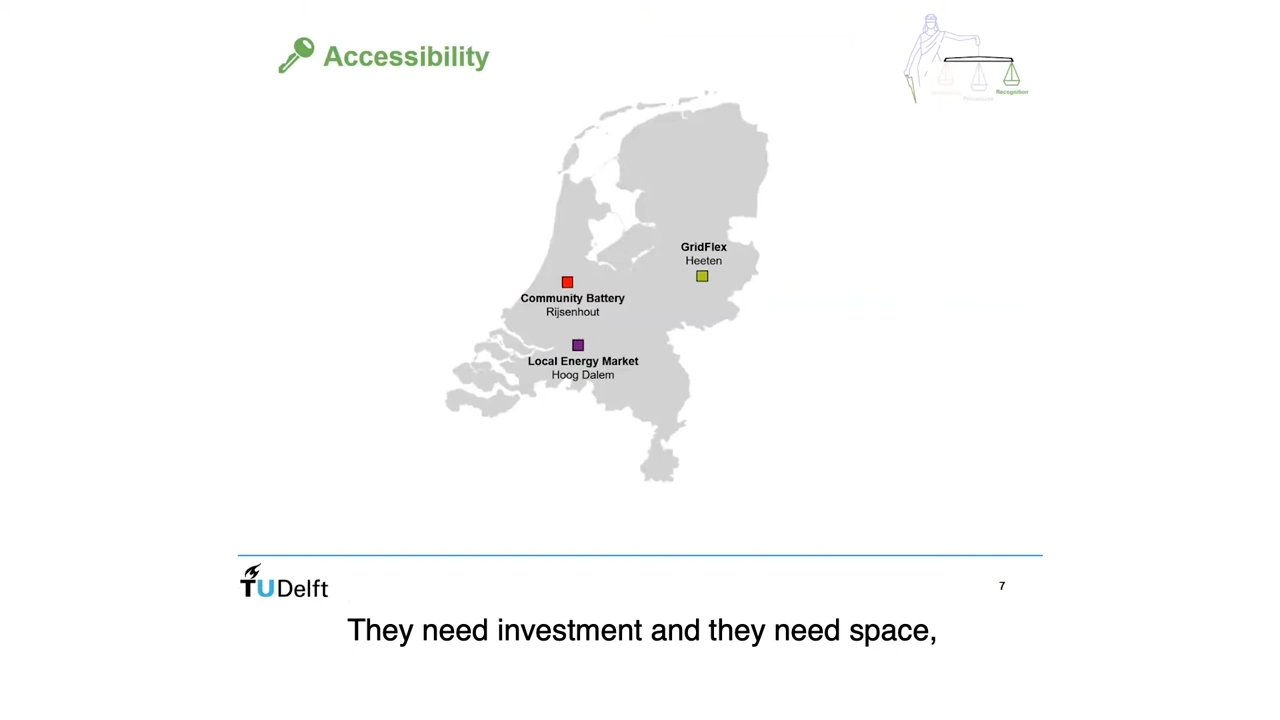 Accessibility
Recognition
GridFlex
Heeten
Community Battery
Rijsenhout
Local Energy Market
Hoog Dalem
TUDelft
7
They need investment and they need space,